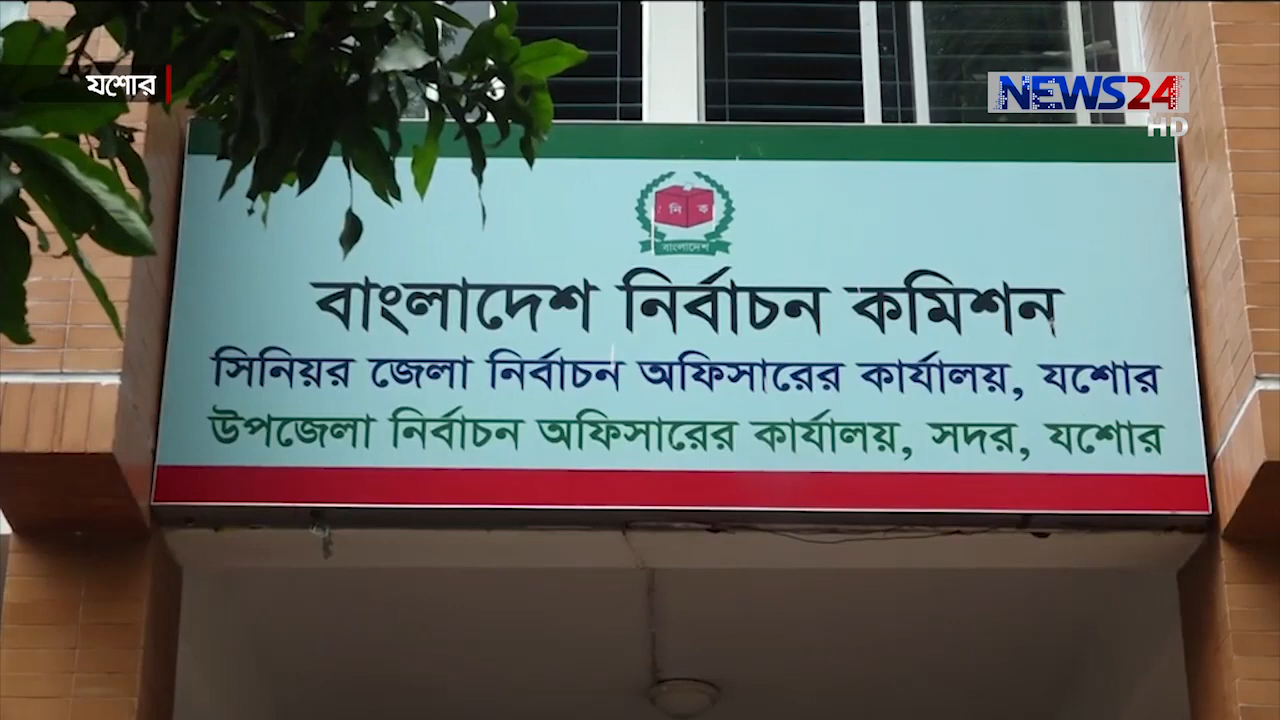 যশোর
NEWS24
HD
নি ক
বাংলাদেশ
বাংলাদেশ নির্বাচন কমিশন
সিনিয়র জেলা নির্বাচন অফিসারের কার্যালয়, যশোর
উপজেলা নির্বাচন অফিসারের কার্যালয়, সদর, যশোর